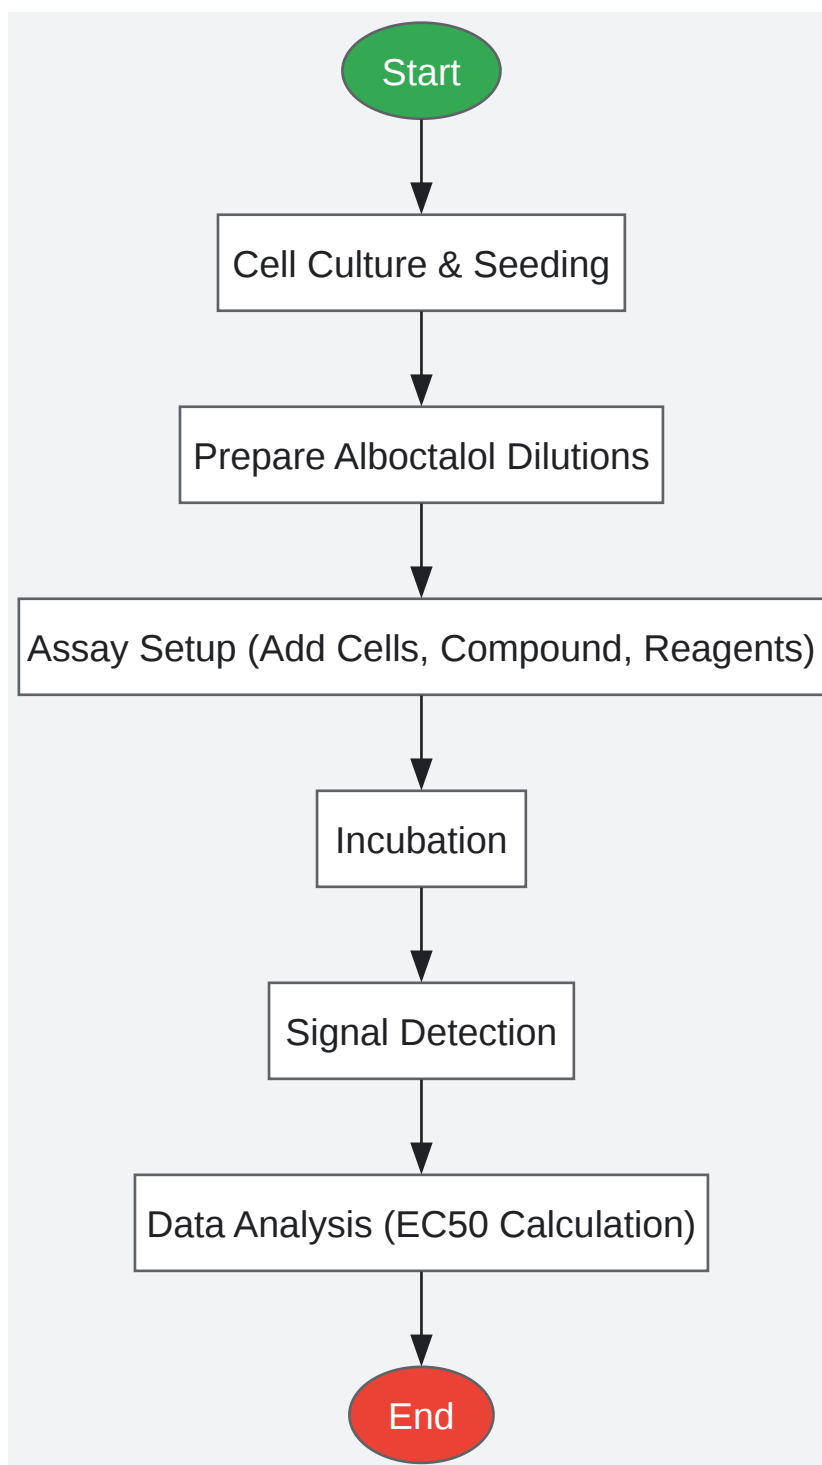 Start
Cell Culture & Seeding
Prepare Alboctalol Dilutions
Assay Setup (Add Cells, Compound, Reagents)
Incubation
Signal Detection
Data Analysis (EC50 Calculation)
End